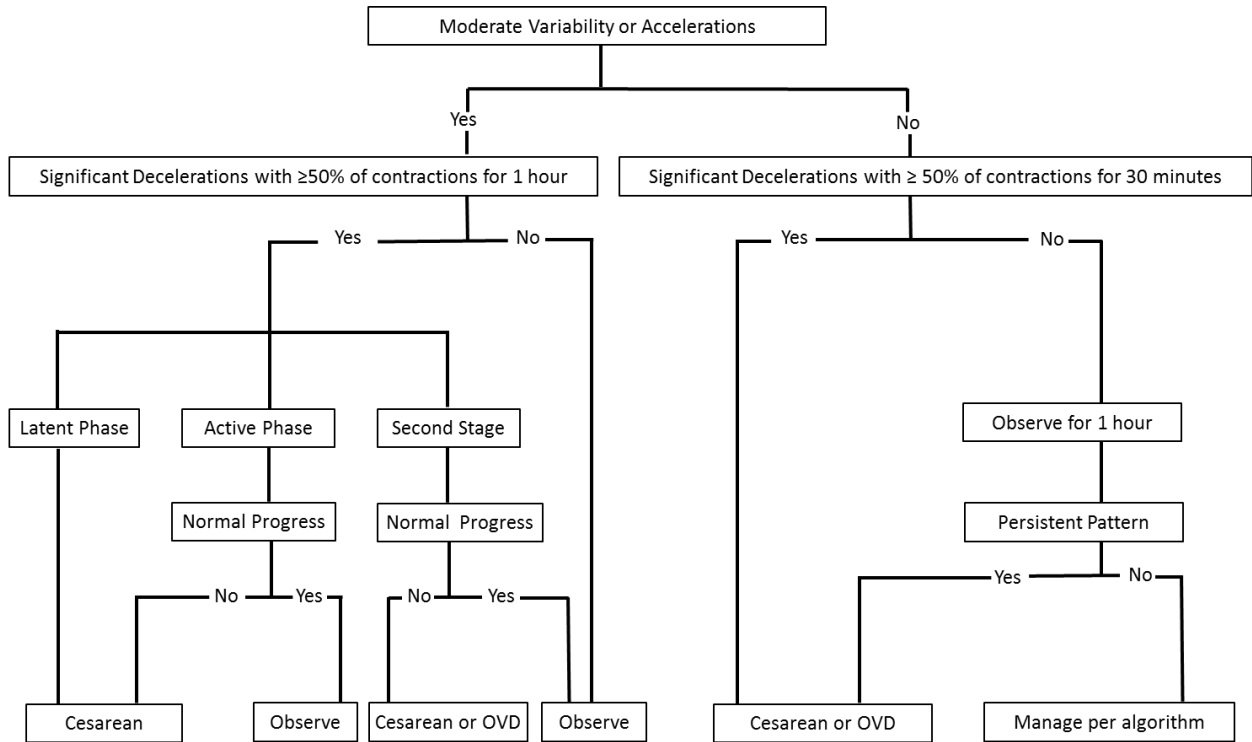 Moderate Variability or Accelerations
Yes
No
Significant Decelerations with ≥50% of contractions for 1 hour
Significant Decelerations with ≥ 50% of contractions for 30 minutes
Yes
No
Yes
No
Latent Phase
Active Phase
Second Stage
Observe for 1 hour
Normal Progress
Normal Progress
Persistent Pattern
Yes
No
No
Yes
No
Yes
Cesarean
Observe
Cesarean or OVD
Observe
Cesarean or OVD
Manage per algorithm